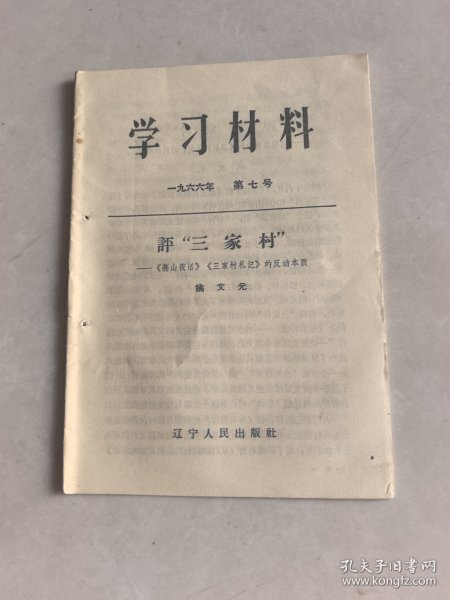 学习材料
一九六六年 第七号
評“三家村”
——《燕山夜话》《三家村札记》的反动本质
姚文元
辽宁人民出版社
孔夫子旧书网
www.kongfz.com